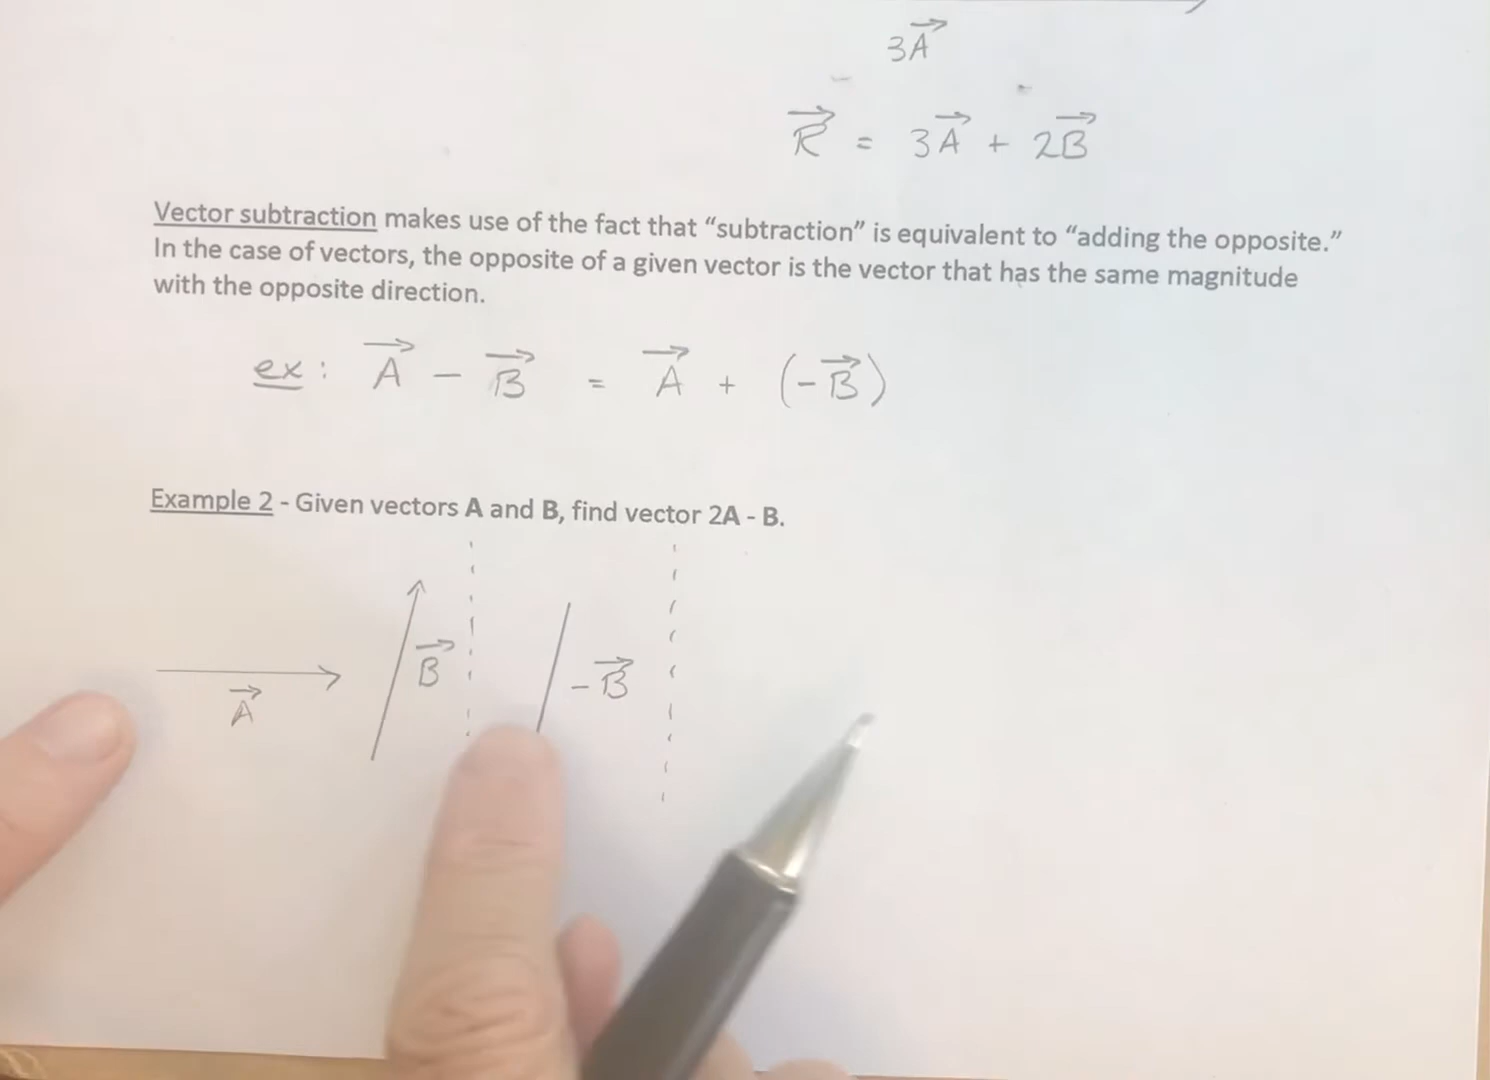 3A⃗
R⃗ = 3A⃗ + 2B⃗
Vector subtraction makes use of the fact that “subtraction” is equivalent to “adding the opposite.”
In the case of vectors, the opposite of a given vector is the vector that has the same magnitude
with the opposite direction.
ex: A⃗ - B⃗ = A⃗ + (-B⃗)
Example 2 - Given vectors A and B, find vector 2A - B.
B⃗
-B⃗
A⃗